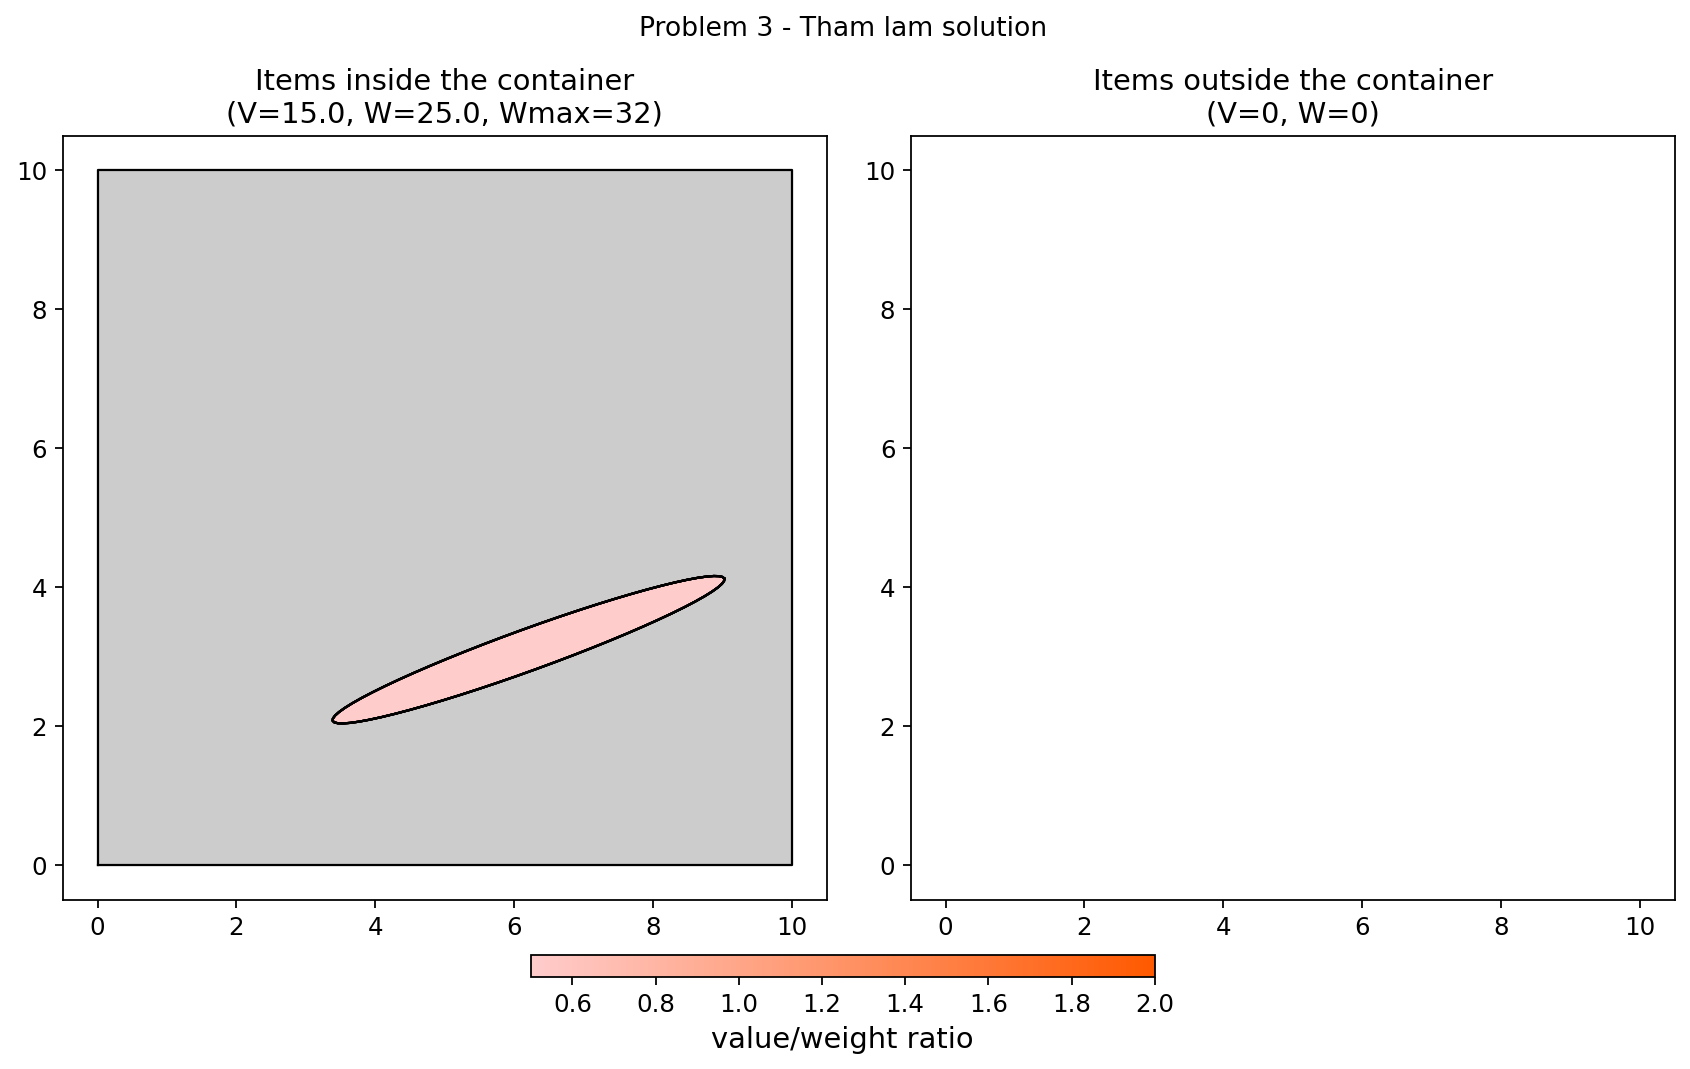 Problem 3 - Tham lam solution
Items inside the container
(V=15.0, W=25.0, Wmax=32)
10
8
6
4
2
0
0 2 4 6 8 10
Items outside the container
(V=0, W=0)
10
8
6
4
2
0
0 2 4 6 8 10
0.6 0.8 1.0 1.2 1.4 1.6 1.8 2.0
value/weight ratio